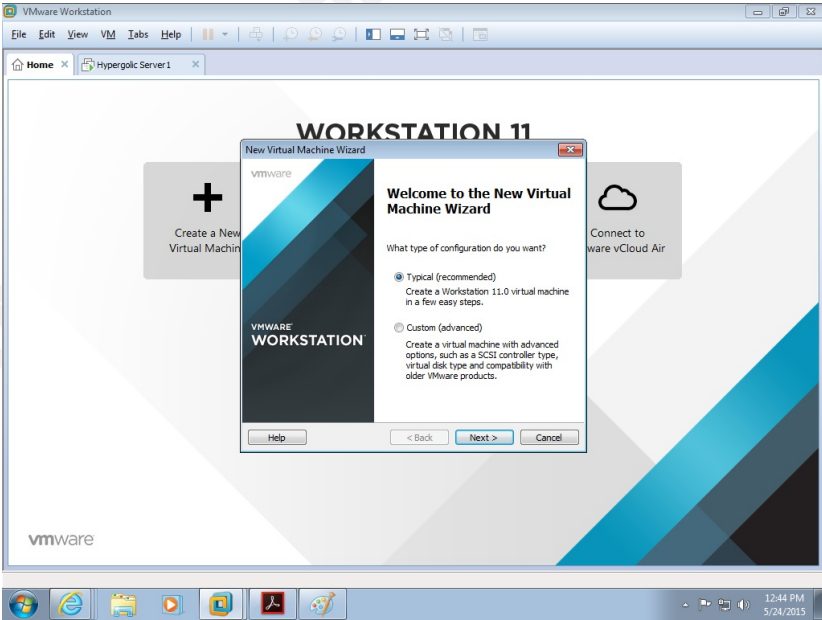 VMware Workstation
File Edit View VM Tabs Help
Home Hypergolic Server1
WORKSTATION 11
New Virtual Machine Wizard
vmware
Welcome to the New Virtual
Machine Wizard
What type of configuration do you want?
Typical (recommended)
Create a Workstation 11.0 virtual machine
in a few easy steps.
Custom (advanced)
Create a virtual machine with advanced
options, such as a SCSI controller type,
virtual disk type and compatibility with
older VMware products.
VMWARE
WORKSTATION
Help < Back Next > Cancel
Create a New
Virtual Machin
Connect to
ware vCloud Air
vmware
12:44 PM
5/24/2015